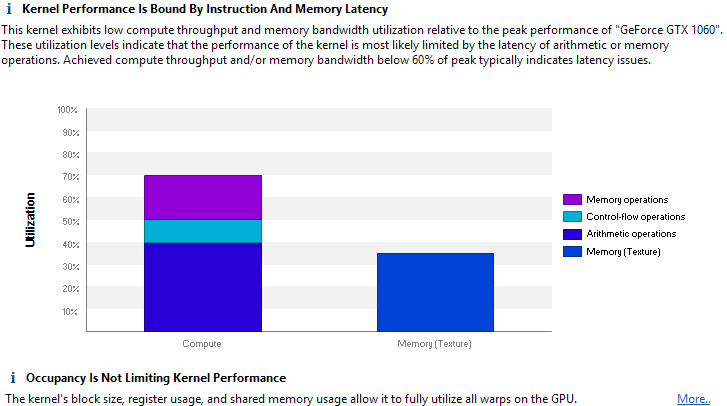 i Kernel Performance Is Bound By Instruction And Memory Latency
This kernel exhibits low compute throughput and memory bandwidth utilization relative to the peak performance of "GeForce GTX 1060".
These utilization levels indicate that the performance of the kernel is most likely limited by the latency of arithmetic or memory
operations. Achieved compute throughput and/or memory bandwidth below 60% of peak typically indicates latency issues.
100%
90%
80%
70%
60%
50%
40%
30%
20%
10%
Utilization
Compute
Memory (Texture)
Memory operations
Control-flow operations
Arithmetic operations
Memory (Texture)
i Occupancy Is Not Limiting Kernel Performance
The kernel's block size, register usage, and shared memory usage allow it to fully utilize all warps on the GPU. More..